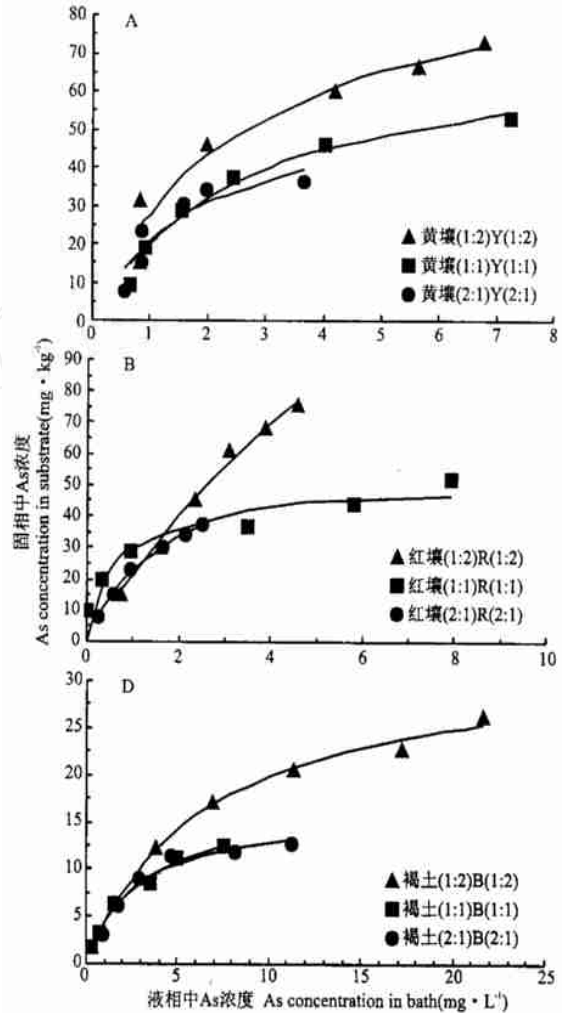 A
80
70
60
50
40
30
20
10
0
0 1 2 3 4 5 6 7 8
▲ 黄壤(1:2)Y(1:2)
■ 黄壤(1:1)Y(1:1)
● 黄壤(2:1)Y(2:1)
固相中As浓度
As concentration in substrate(mg·kg⁻¹)
B
90
80
70
60
50
40
30
20
10
0
0 2 4 6 8 10
▲ 红壤(1:2)R(1:2)
■ 红壤(1:1)R(1:1)
● 红壤(2:1)R(2:1)
D
30
25
20
15
10
5
0
0 5 10 15 20 25
▲ 褐土(1:2)B(1:2)
■ 褐土(1:1)B(1:1)
● 褐土(2:1)B(2:1)
液相中As浓度 As concentration in bath(mg·L⁻¹)